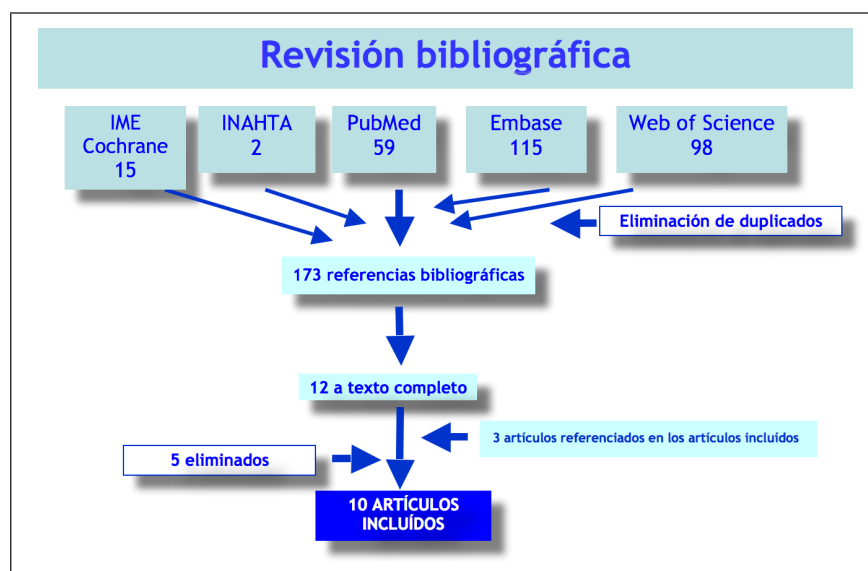 Revisión bibliográfica
IME
Cochrane
15
INAHTA
2
PubMed
59
Embase
115
Web of Science
98
Eliminación de duplicados
173 referencias bibliográficas
12 a texto completo
3 artículos referenciados en los artículos incluídos
5 eliminados
10 ARTÍCULOS
INCLUÍDOS